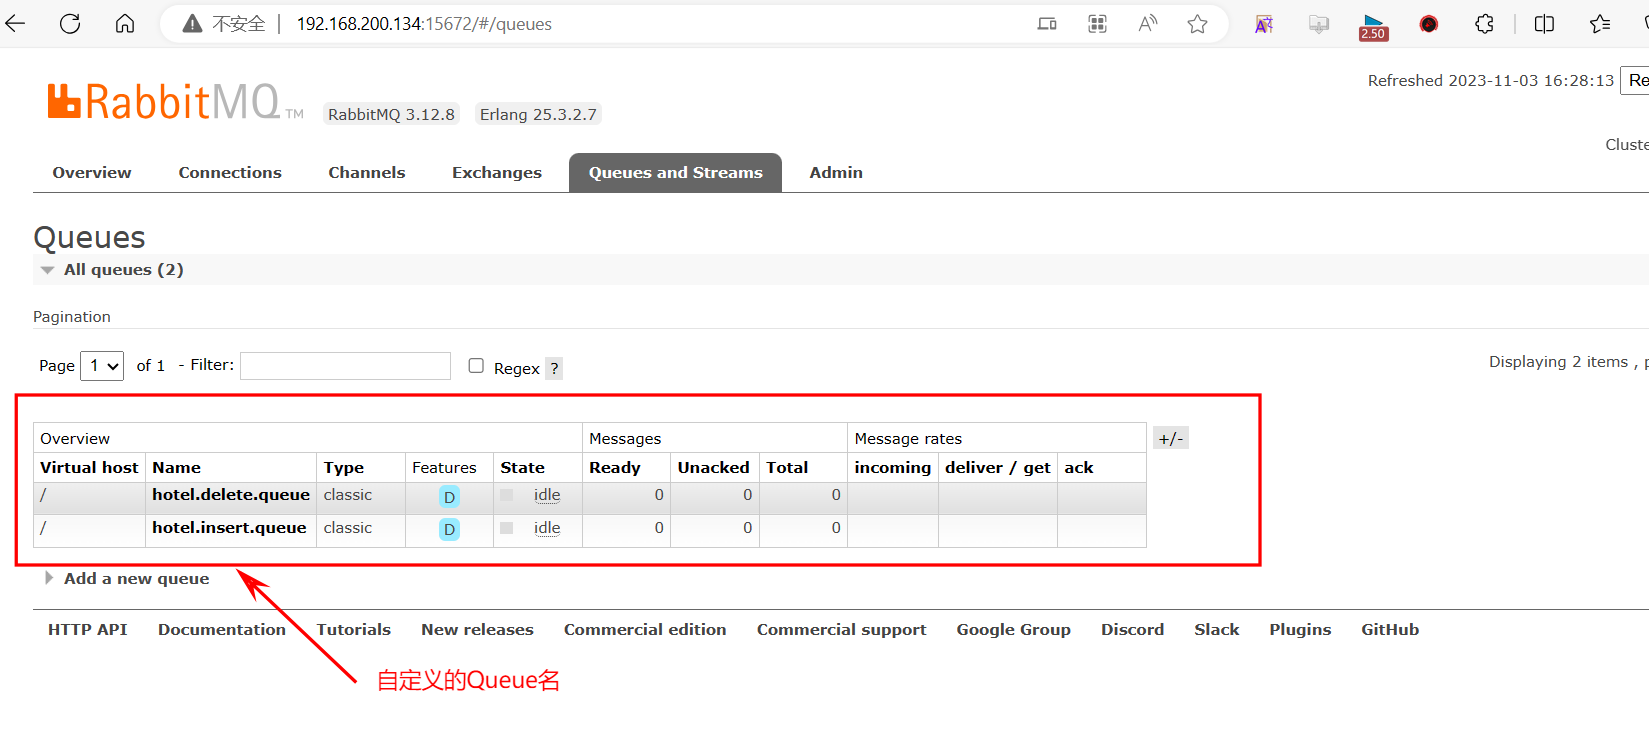 不安全 192.168.200.134:15672/#/queues
2.50
Refreshed 2023-11-03 16:28:13 Re
RabbitMQ TM RabbitMQ 3.12.8 Erlang 25.3.2.7
Cluste
Overview Connections Channels Exchanges Queues and Streams Admin
Queues
All queues (2)
Pagination
Page 1 of 1 - Filter: Regex ?
Displaying 2 items , p
Overview Messages Message rates +/-
Virtual host Name Type Features State Ready Unacked Total incoming deliver / get ack
/ hotel.delete.queue classic D idle 0 0 0
/ hotel.insert.queue classic D idle 0 0 0
Add a new queue
HTTP API Documentation Tutorials New releases Commercial edition Commercial support Google Group Discord Slack Plugins GitHub
自定义的Queue名